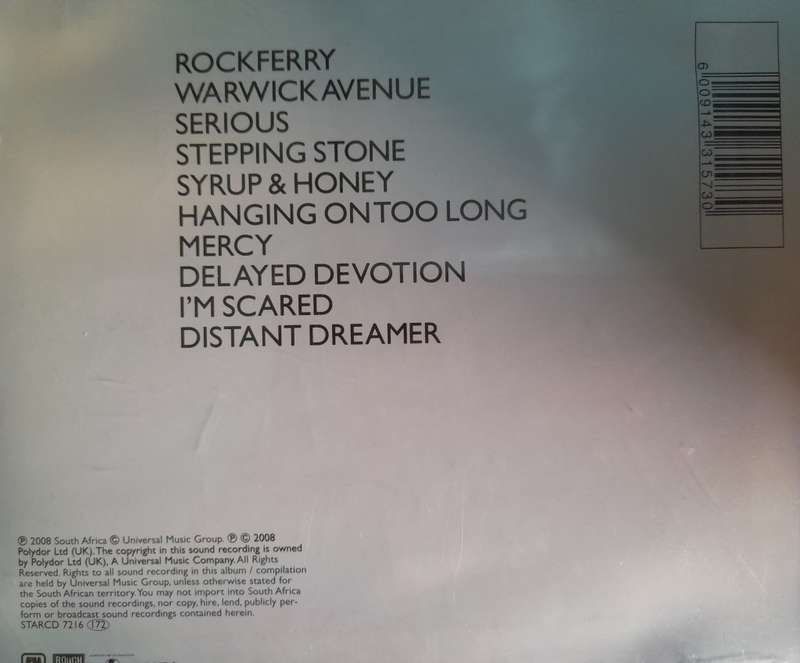 ROCKFERRY
WARWICK AVENUE
SERIOUS
STEPPING STONE
SYRUP & HONEY
HANGING ON TOO LONG
MERCY
DELAYED DEVOTION
I'M SCARED
DISTANT DREAMER
6 009143 315730
℗ 2008 South Africa © Universal Music Group. ℗ © 2008
Polydor Ltd (UK). The copyright in this sound recording is owned
by Polydor Ltd (UK), A Universal Music Company. All Rights
Reserved. Rights to all sound recording in this album / compilation
are held by Universal Music Group, unless otherwise stated for
the South African territory. You may not import into South Africa
copies of the sound recordings, nor copy, hire, lend, publicly per-
form or broadcast sound recordings contained herein.
STARCD 7216 (172)